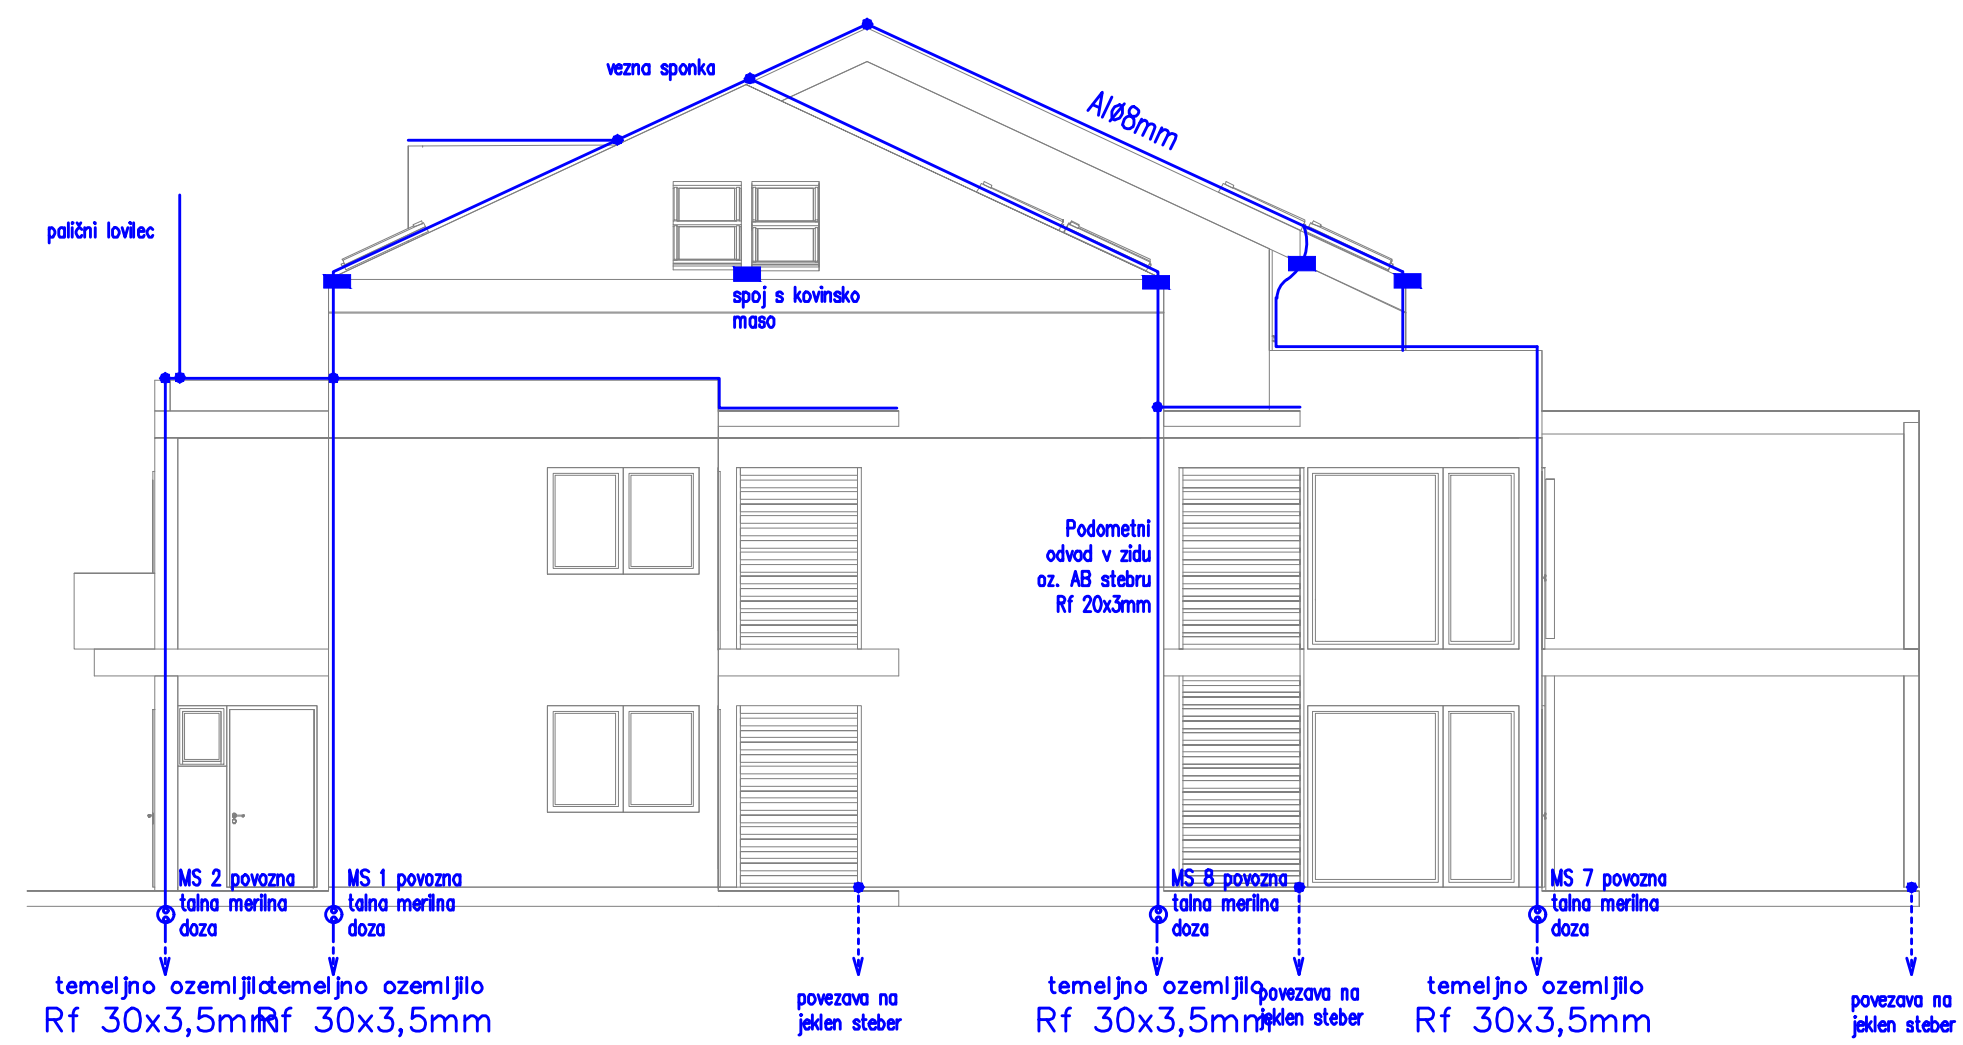 vezna sponka
Alø8mm
palični lovilec
spoj s kovinsko
maso
Podometni
odvod v zidu
oz. AB stebru
Rf 20x3mm
MS 2 povozna
talna merilna
doza
MS 1 povozna
talna merilna
doza
MS 8 povozna
talna merilna
doza
MS 7 povozna
talna merilna
doza
temeljno ozemljilo
Rf 30x3,5mm
temeljno ozemljilo
Rf 30x3,5mm
povezava na
jeklen steber
temeljno ozemljilo
Rf 30x3,5mm
povezava na
jeklen steber
temeljno ozemljilo
Rf 30x3,5mm
povezava na
jeklen steber